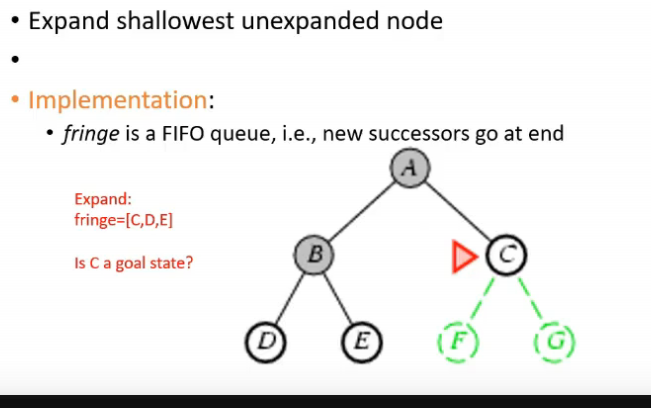 • Expand shallowest unexpanded node
•
• Implementation:
• fringe is a FIFO queue, i.e., new successors go at end
A
Expand:
fringe=[C,D,E]
B
C
Is C a goal state?
D
E
F
G